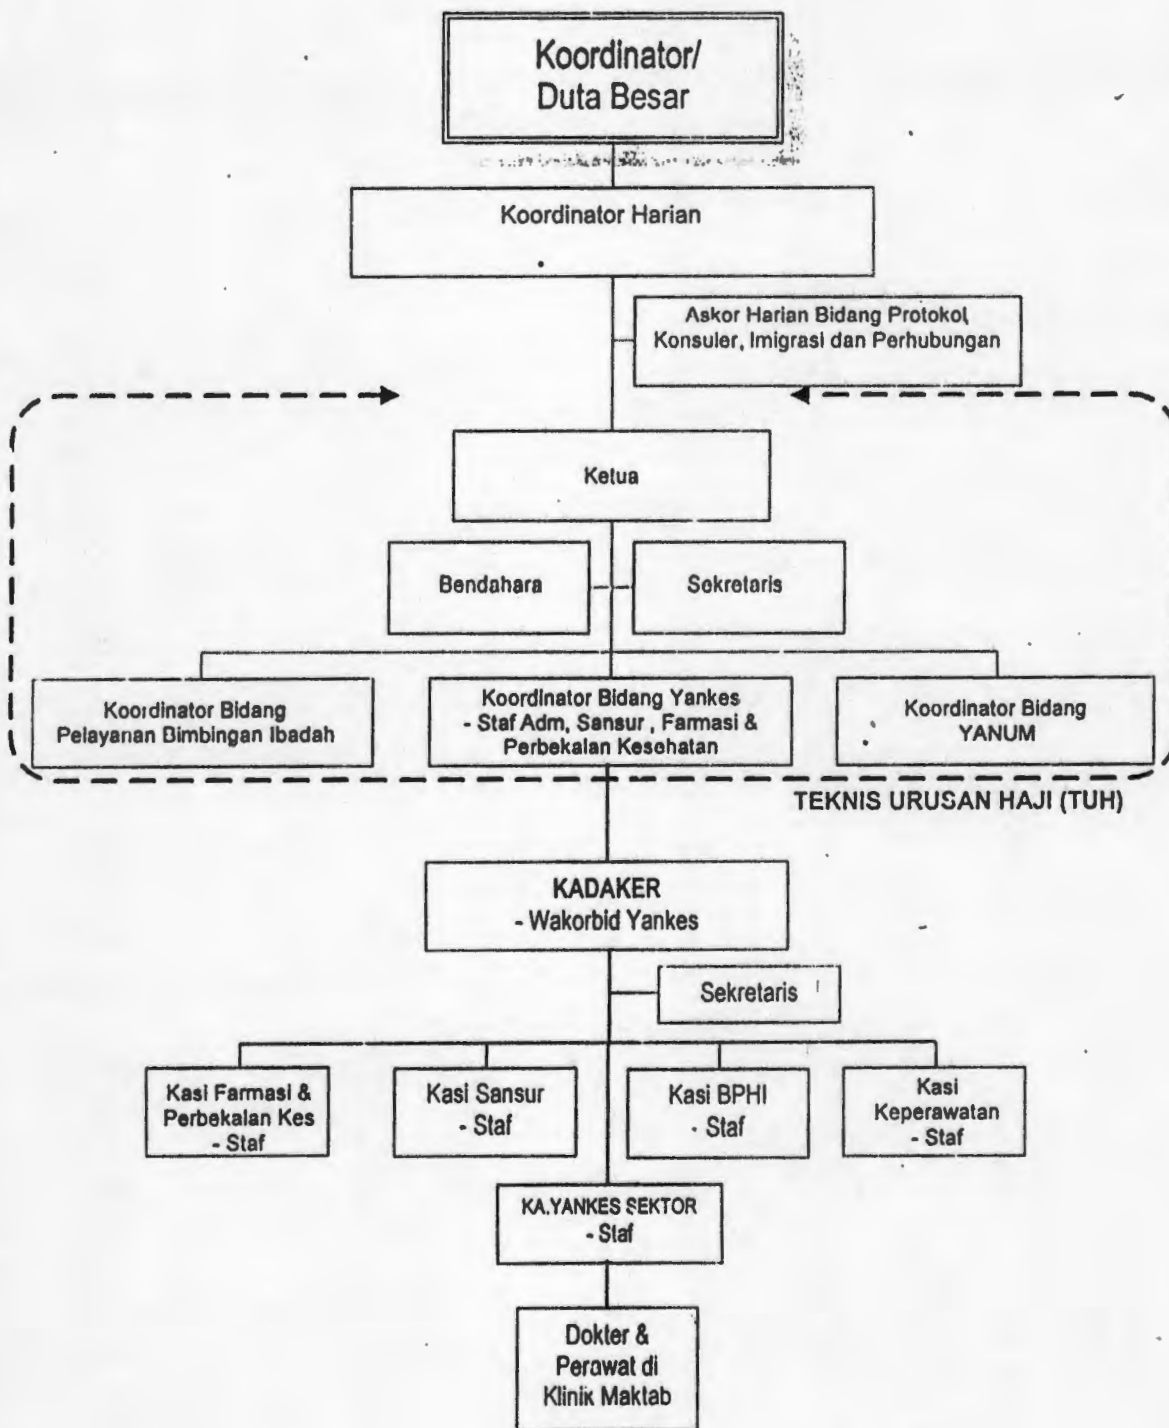 Koordinator/
Duta Besar
Koordinator Harian
Askor Harian Bidang Protokol,
Konsuler, Imigrasi dan Perhubungan
Ketua
Bendahara
Sekretaris
Koordinator Bidang
Pelayanan Bimbingan Ibadah
Koordinator Bidang Yankes
- Staf Adm, Sansur , Farmasi &
Perbekalan Kesehatan
Koordinator Bidang
YANUM
TEKNIS URUSAN HAJI (TUH)
KADAKER
- Wakorbid Yankes
Sekretaris
Kasi Farmasi &
Perbekalan Kes
- Staf
Kasi Sansur
- Staf
Kasi BPHI
- Staf
Kasi
Keperawatan
- Staf
KA.YANKES SEKTOR
- Staf
Dokter &
Perawat di
Klinik Maktab